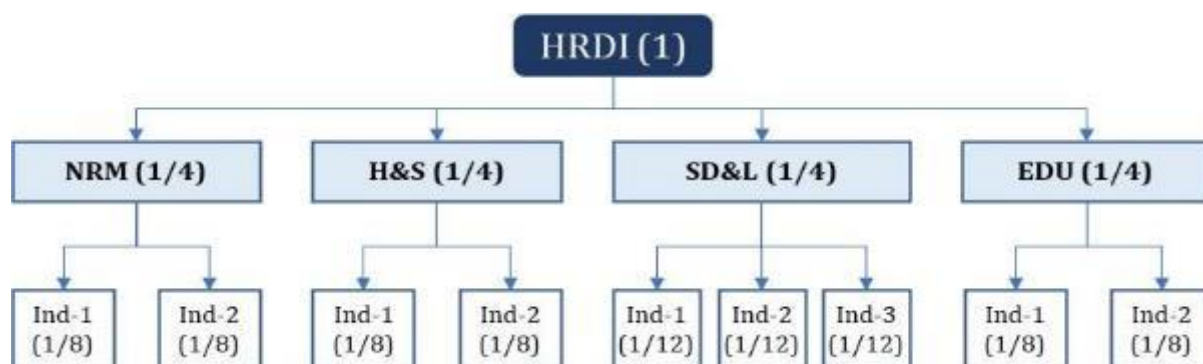 HRDI (1)
NRM (1/4)
H&S (1/4)
SD&L (1/4)
EDU (1/4)
Ind-1
(1/8)
Ind-2
(1/8)
Ind-1
(1/8)
Ind-2
(1/8)
Ind-1
(1/12)
Ind-2
(1/12)
Ind-3
(1/12)
Ind-1
(1/8)
Ind-2
(1/8)